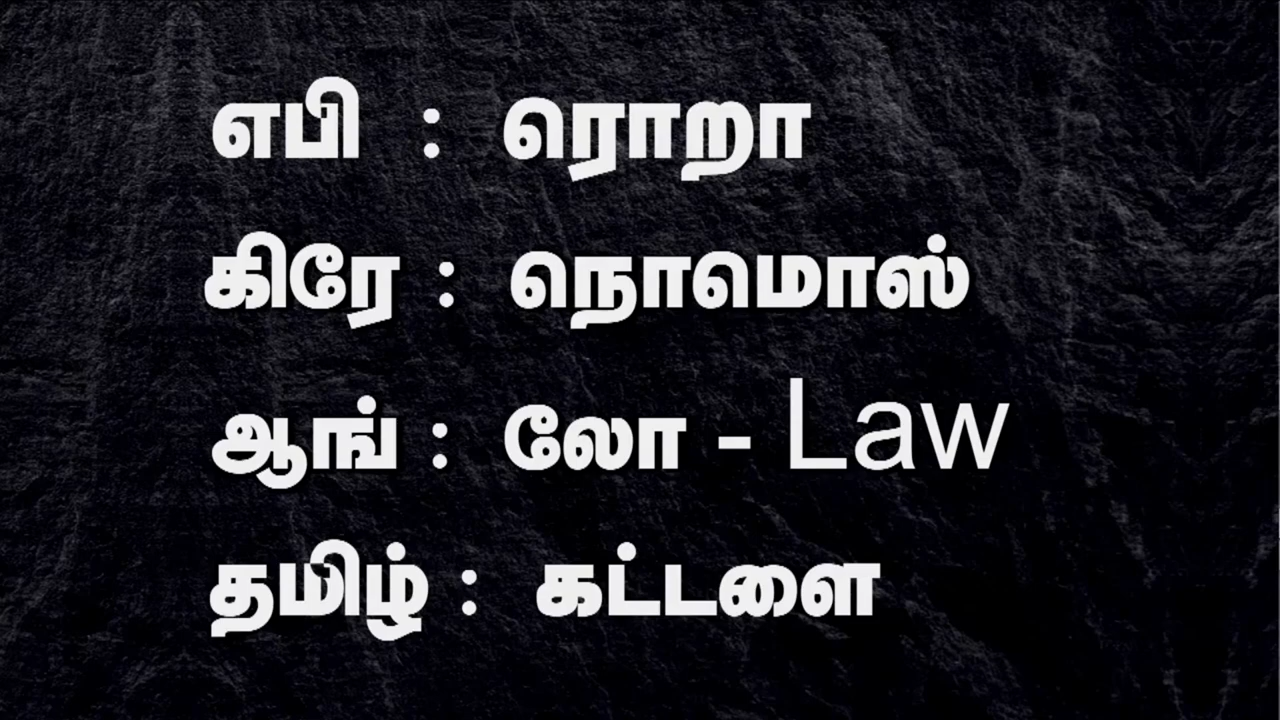 எபி : ரொறா
கிரே : நொமொஸ்
ஆங் : லோ - Law
தமிழ் : கட்டளை